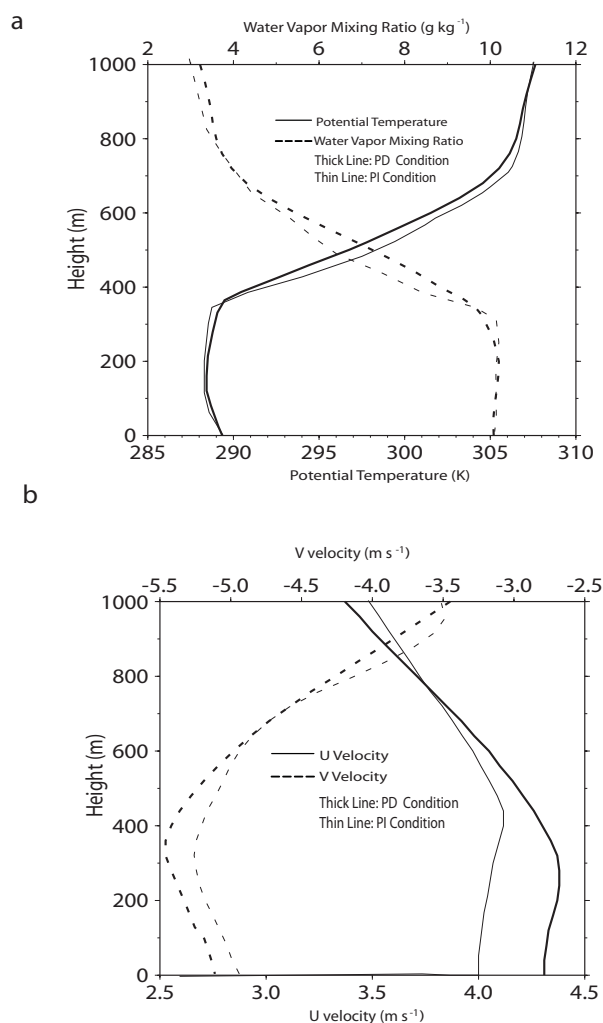 a
Water Vapor Mixing Ratio (g kg⁻¹)
2 4 6 8 10 12
1000
800
600
400
200
0
Height (m)
Potential Temperature
Water Vapor Mixing Ratio
Thick Line: PD Condition
Thin Line: PI Condition
285 290 295 300 305 310
Potential Temperature (K)
b
V velocity (m s⁻¹)
-5.5 -5.0 -4.5 -4.0 -3.5 -3.0 -2.5
1000
800
600
400
200
0
Height (m)
U Velocity
V Velocity
Thick Line: PD Condition
Thin Line: PI Condition
2.5 3.0 3.5 4.0 4.5
U velocity (m s⁻¹)